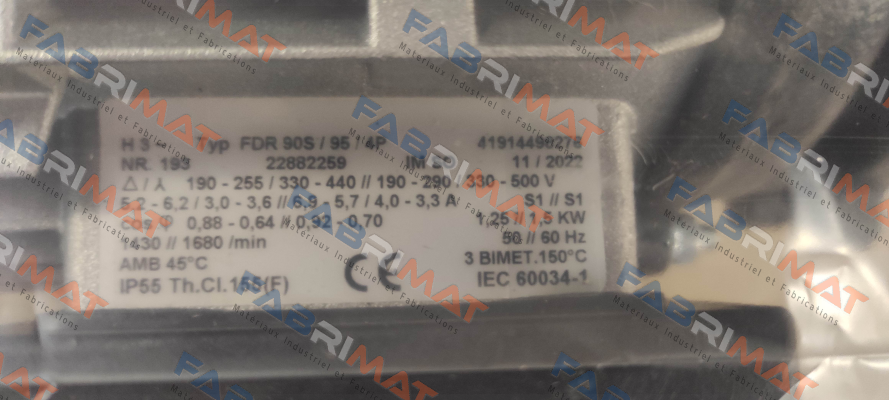 H 3 ~ Typ FDR 90S / 95 / 4P 41914490276
NR. 193 22882259 IM 11 / 2022
△ / ⅄ 190 - 255 / 330 - 440 // 190 - 290 / 330 - 500 V
5,2 - 6,2 / 3,0 - 3,6 // 6,9 - 5,7 / 4,0 - 3,3 A S1 // S1
cos φ 0,88 - 0,64 // 0,92 - 0,70 1,25 // 1,5 KW
1430 // 1680 /min 50 // 60 Hz
AMB 45°C CE 3 BIMET.150°C
IP55 Th.Cl.155(F) IEC 60034-1
FABRIMAT
Materiaux Industriel et Fabrications